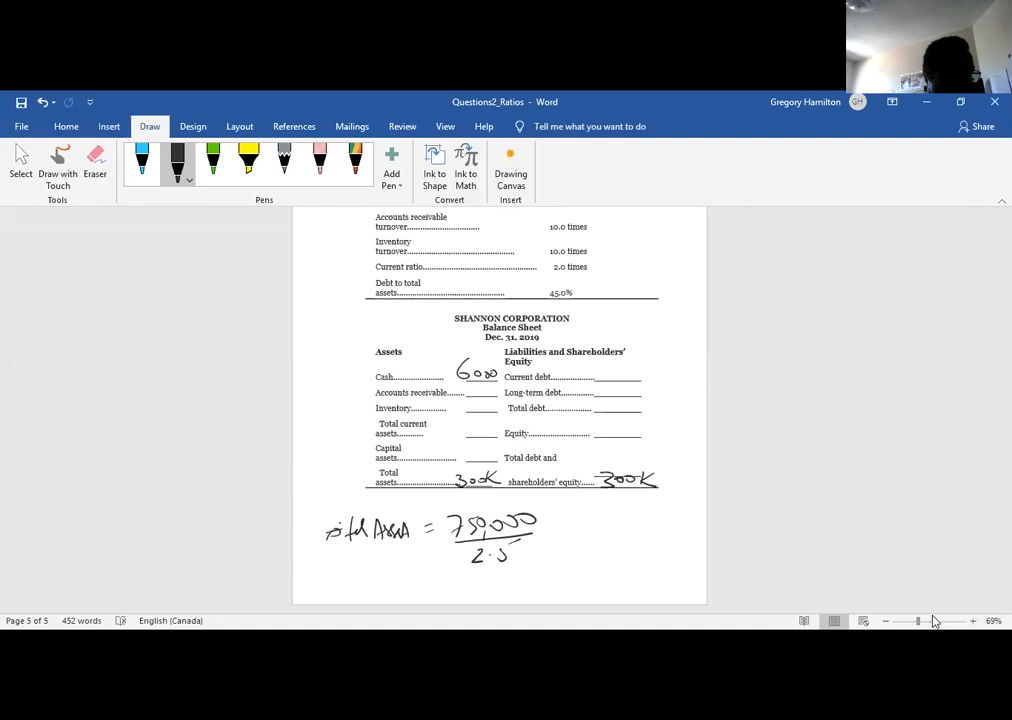 Questions2_Ratios - Word
Gregory Hamilton GH
File Home Insert Draw Design Layout References Mailings Review View Help Tell me what you want to do Share
Select Draw with Touch Eraser Add Pen Ink to Shape Ink to Math Drawing Canvas
Tools Pens Convert Insert
Accounts receivable
turnover.................................... 10.0 times
Inventory
turnover.................................... 10.0 times
Current ratio.................................... 2.0 times
Debt to total
assets.................................... 45.0%
SHANNON CORPORATION
Balance Sheet
Dec. 31, 2019
Assets Liabilities and Shareholders'
Equity
Cash...................... 6000 Current debt...................
Accounts receivable........ Long-term debt..............
Inventory................ Total debt.....................
Total current
assets............ Equity...............................
Capital
assets............................ Total debt and
Total
assets............................ 300K shareholders' equity...... 300K
Total Asset = 750,000
2.5
Page 5 of 5 452 words English (Canada) 69%